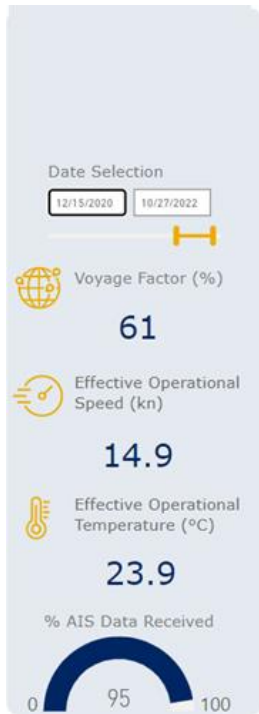 Date Selection
12/15/2020 10/27/2022
Voyage Factor (%)
61
Effective Operational
Speed (kn)
14.9
Effective Operational
Temperature (°C)
23.9
% AIS Data Received
0 95 100